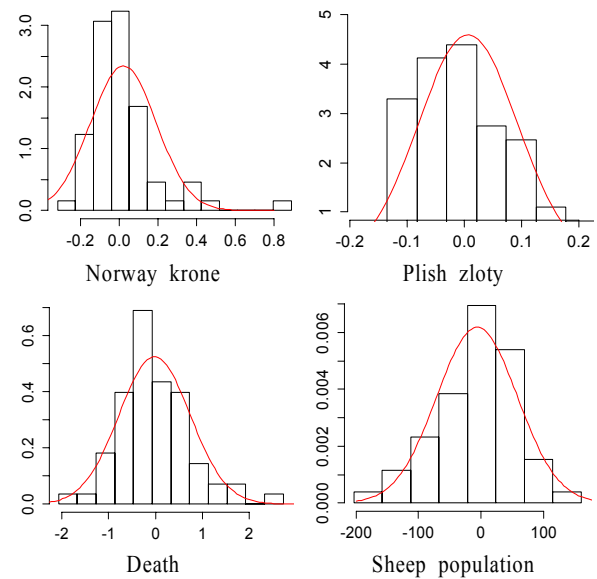 3.0
2.0
1.0
0.0
-0.2 0.0 0.2 0.4 0.6 0.8
Norway krone
5
4
3
2
1
-0.2 -0.1 0.0 0.1 0.2
Plish zloty
0.6
0.4
0.2
0.0
-2 -1 0 1 2
Death
0.006
0.004
0.002
0.000
-200 -100 0 100
Sheep population